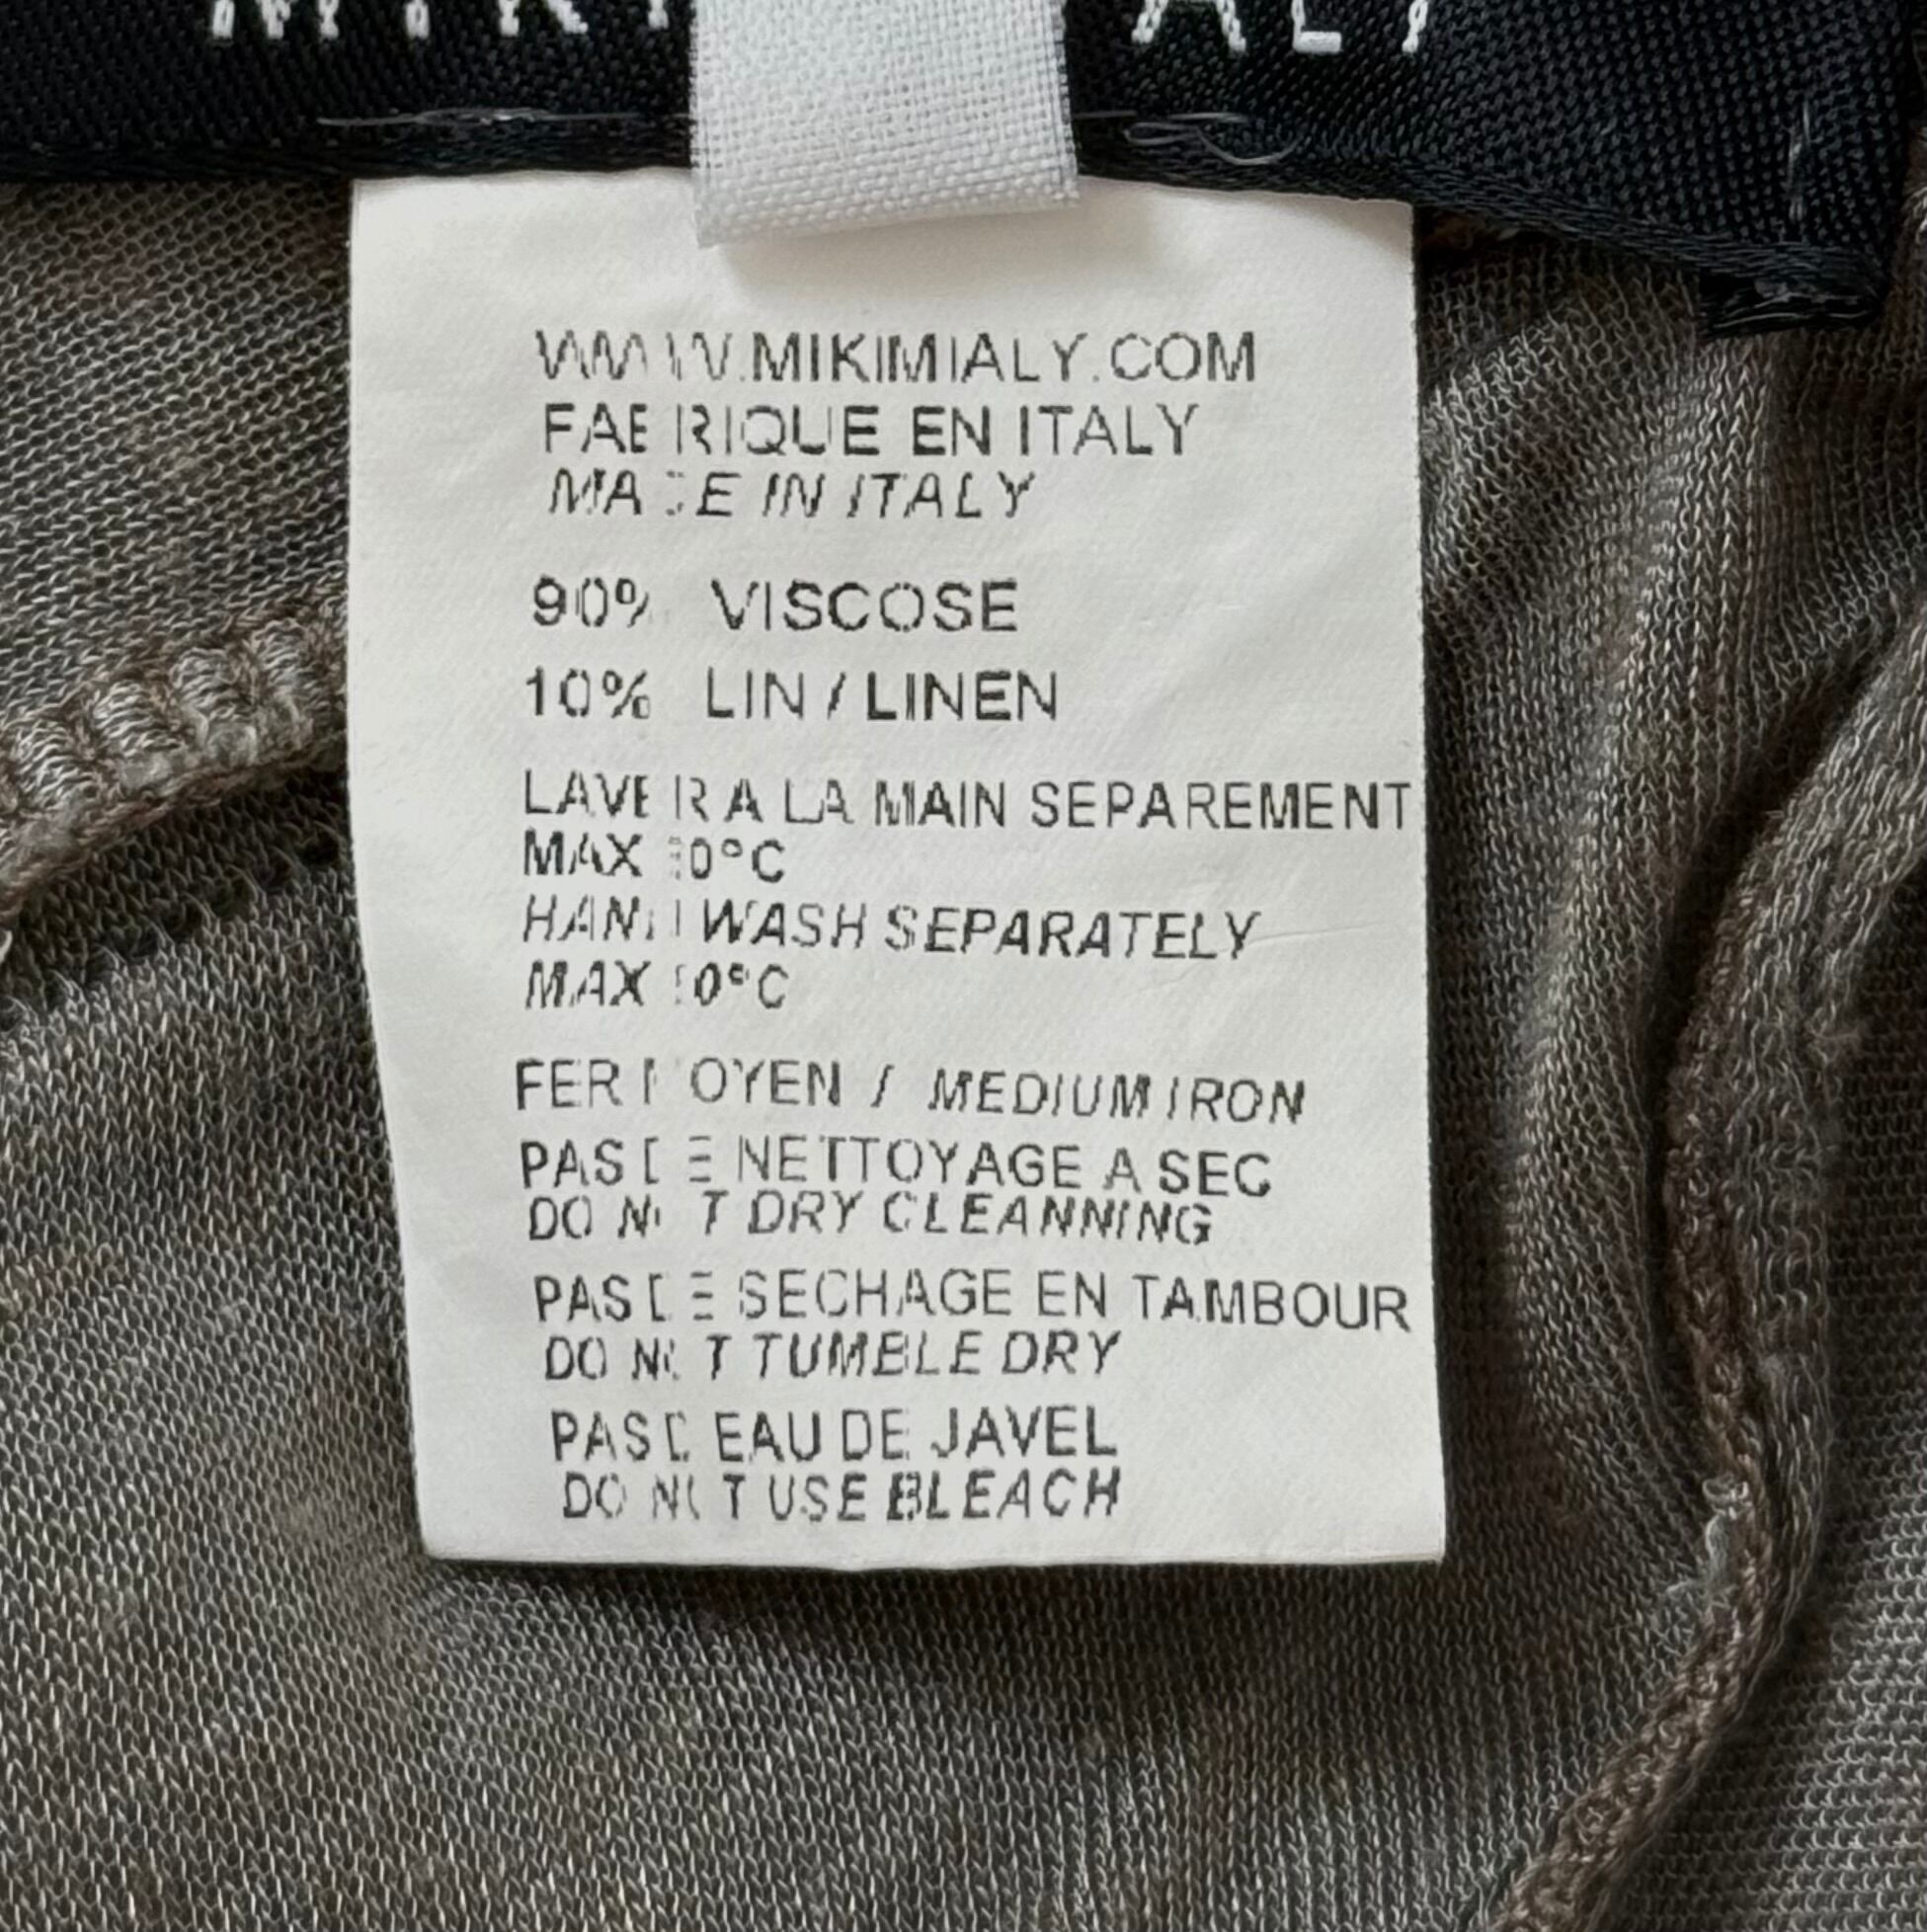 WWW.MIKIMIALY.COM
FABRIQUE EN ITALY
MADE IN ITALY
90% VISCOSE
10% LIN / LINEN
LAVER A LA MAIN SEPAREMENT
MAX 30°C
HAND WASH SEPARATELY
MAX 30°C
FER MOYEN / MEDIUM IRON
PAS DE NETTOYAGE A SEC
DO NOT DRY CLEANNING
PAS DE SECHAGE EN TAMBOUR
DO NOT TUMBLE DRY
PAS D EAU DE JAVEL
DO NOT USE BLEACH